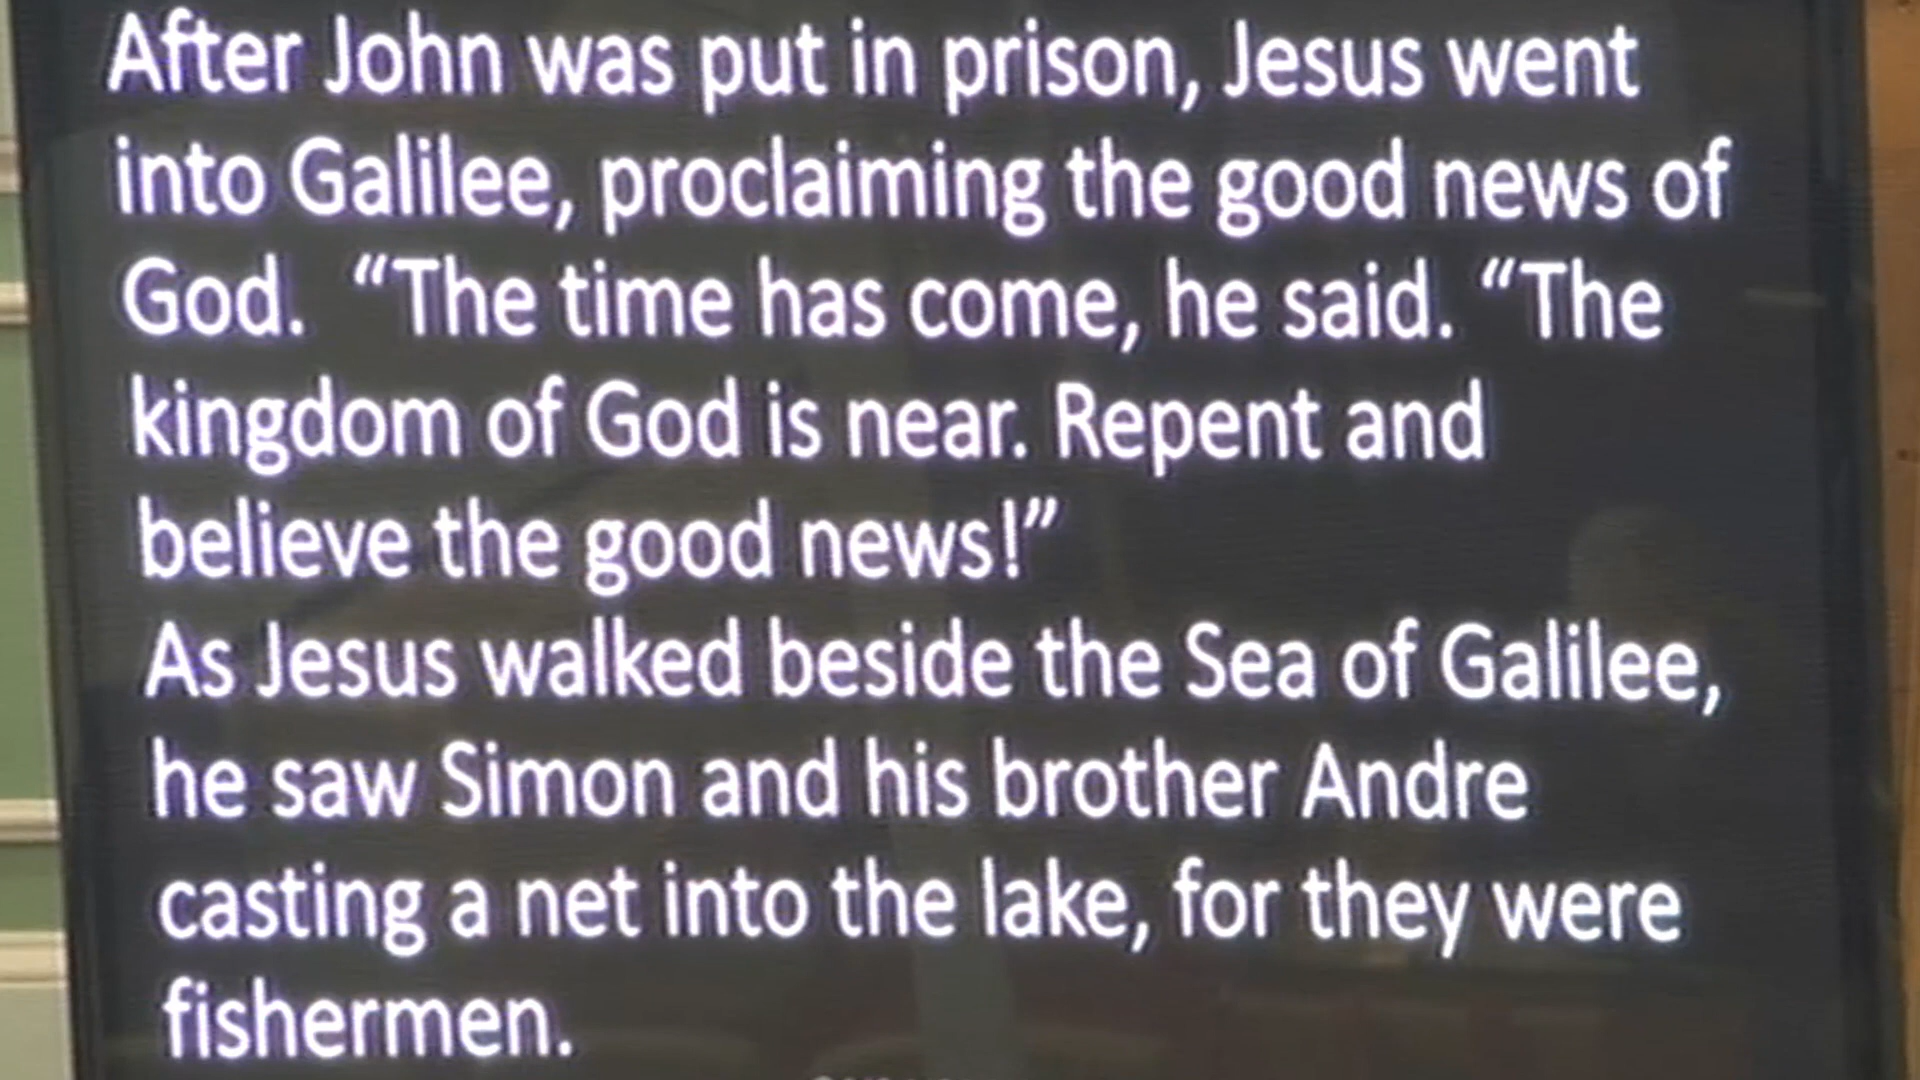 After John was put in prison, Jesus went
into Galilee, proclaiming the good news of
God. “The time has come, he said. “The
kingdom of God is near. Repent and
believe the good news!”
As Jesus walked beside the Sea of Galilee,
he saw Simon and his brother Andre
casting a net into the lake, for they were
fishermen.